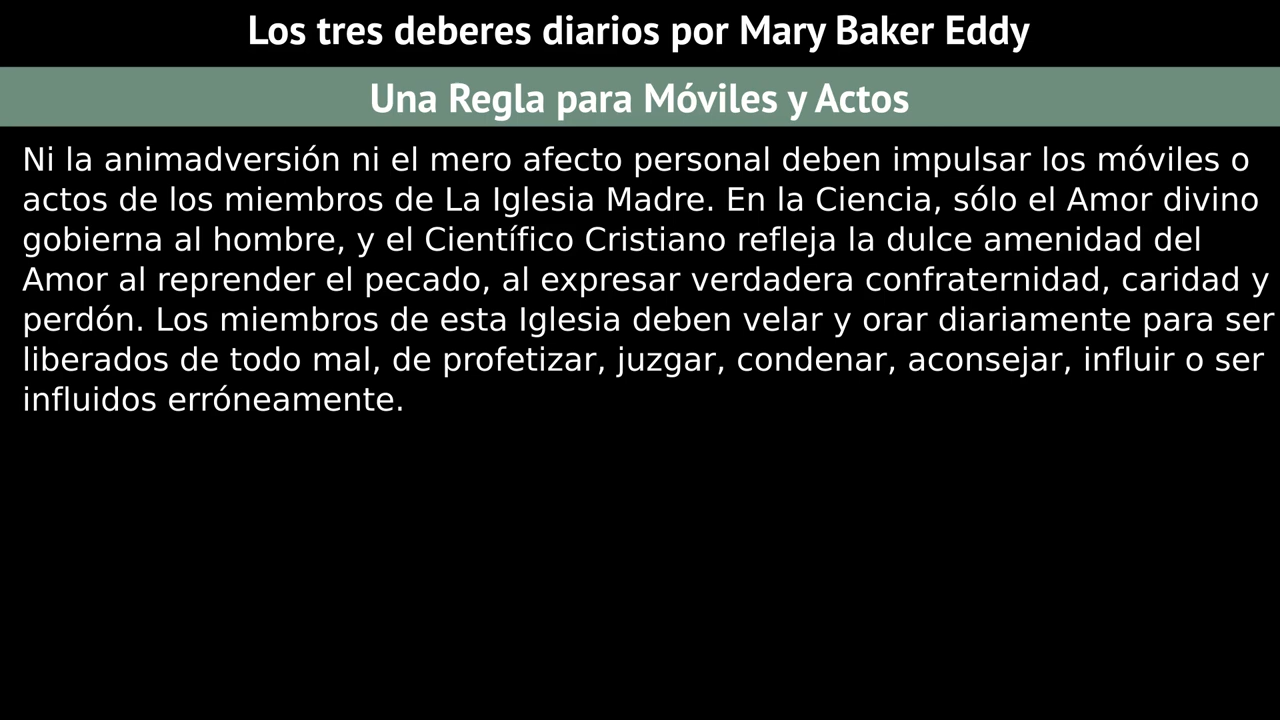 Los tres deberes diarios por Mary Baker Eddy
Una Regla para Móviles y Actos
Ni la animadversión ni el mero afecto personal deben impulsar los móviles o
actos de los miembros de La Iglesia Madre. En la Ciencia, sólo el Amor divino
gobierna al hombre, y el Científico Cristiano refleja la dulce amenidad del
Amor al reprender el pecado, al expresar verdadera confraternidad, caridad y
perdón. Los miembros de esta Iglesia deben velar y orar diariamente para ser
liberados de todo mal, de profetizar, juzgar, condenar, aconsejar, influir o ser
influidos erróneamente.